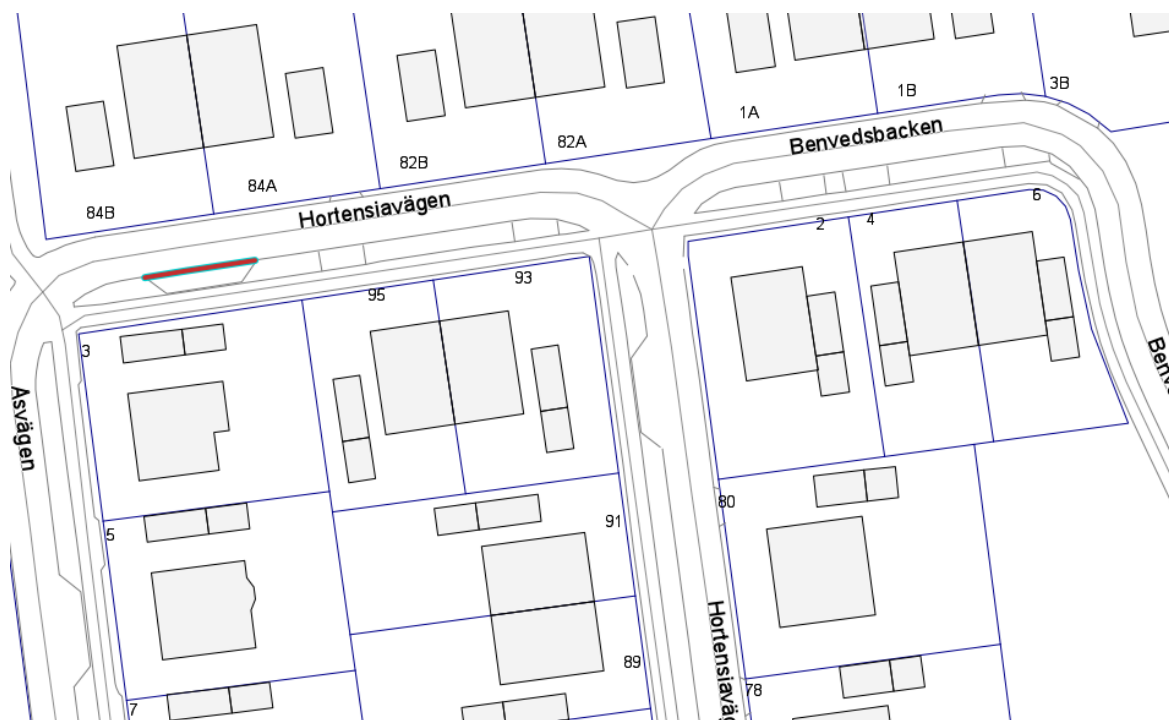 3B
1B
1A
Benvedsbacken
82A
82B
84A
84B
Hortensiavägen
6
2
4
93
95
3
Åsvägen
80
91
5
Hortensiaväg
89
78
7